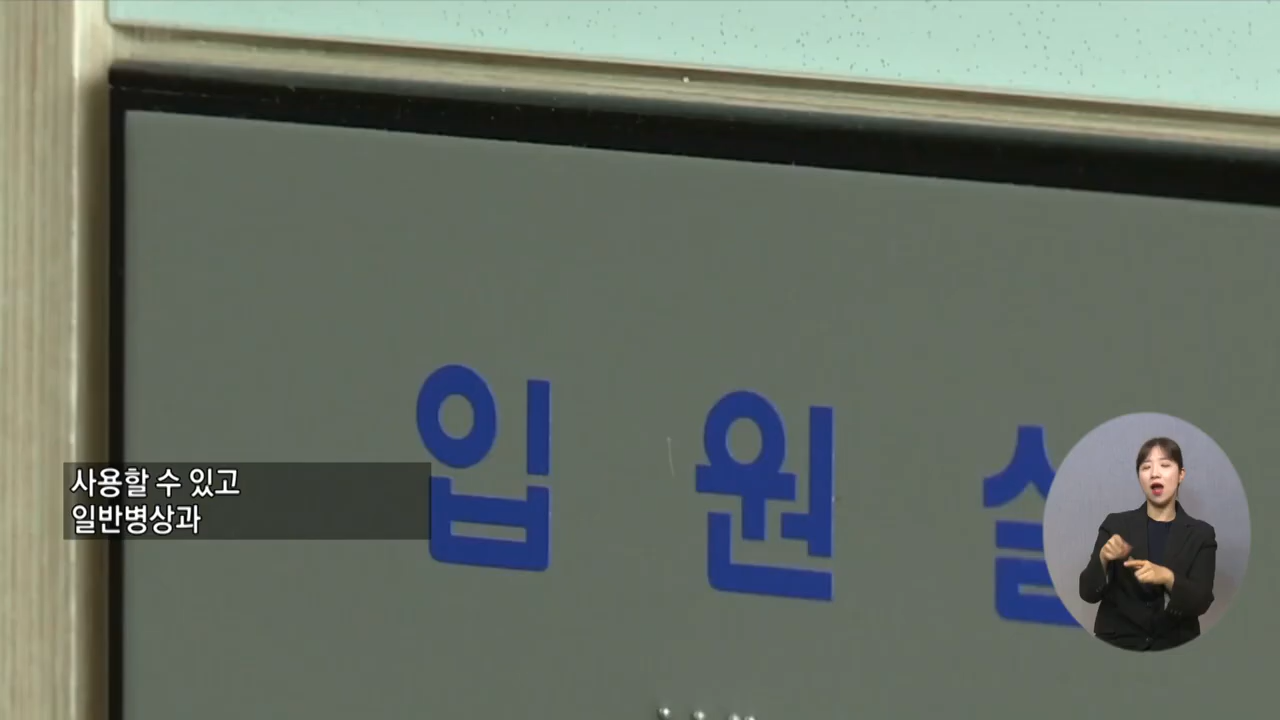 입 원 실
사용할 수 있고
일반병상과